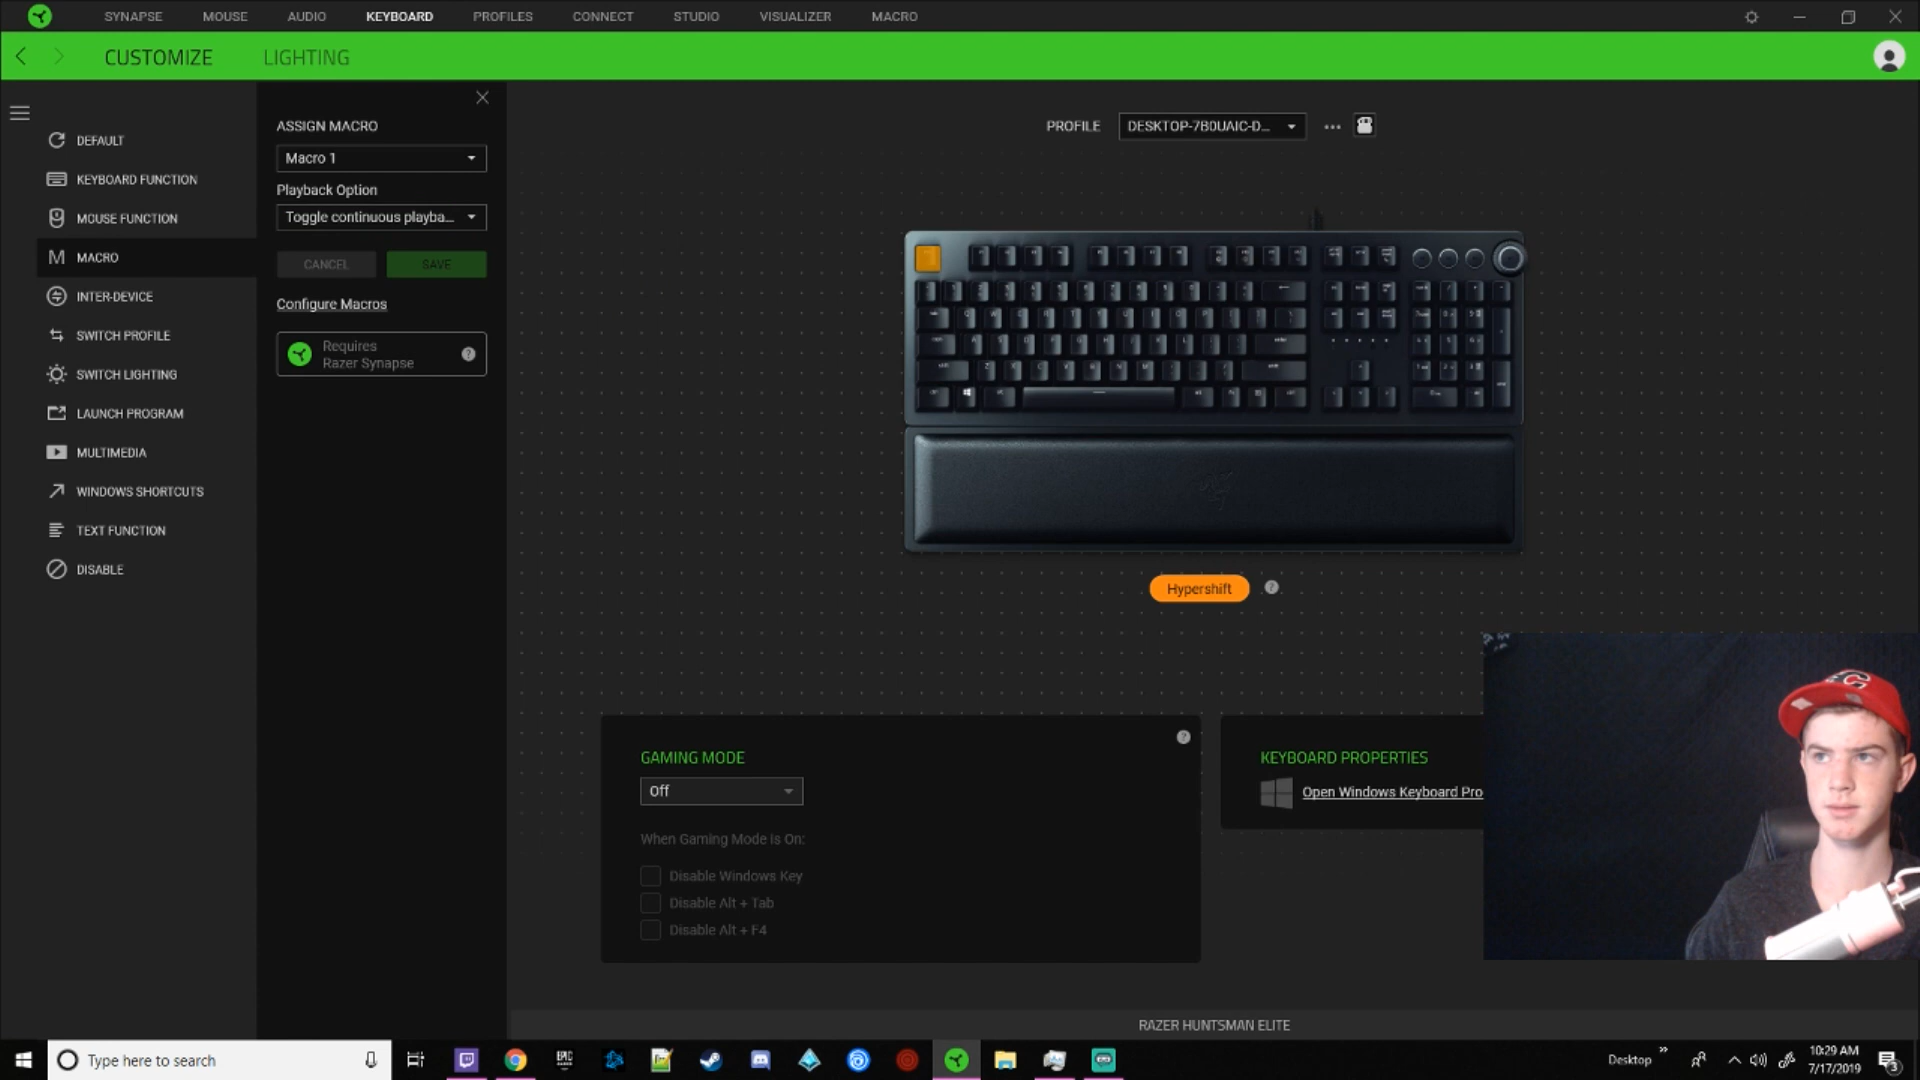 SYNAPSE MOUSE AUDIO KEYBOARD PROFILES CONNECT STUDIO VISUALIZER MACRO
CUSTOMIZE LIGHTING
ASSIGN MACRO
Macro 1
Playback Option
Toggle continuous playba...
CANCEL SAVE
Configure Macros
Requires
Razer Synapse
DEFAULT
KEYBOARD FUNCTION
MOUSE FUNCTION
MACRO
INTER-DEVICE
SWITCH PROFILE
SWITCH LIGHTING
LAUNCH PROGRAM
MULTIMEDIA
WINDOWS SHORTCUTS
TEXT FUNCTION
DISABLE
PROFILE DESKTOP-7B0UAIC-D...
Hypershift
GAMING MODE
Off
When Gaming Mode is On:
Disable Windows Key
Disable Alt + Tab
Disable Alt + F4
KEYBOARD PROPERTIES
Open Windows Keyboard Pro
RAZER HUNTSMAN ELITE
Type here to search
EPIC
Desktop
10:29 AM
7/17/2019
3